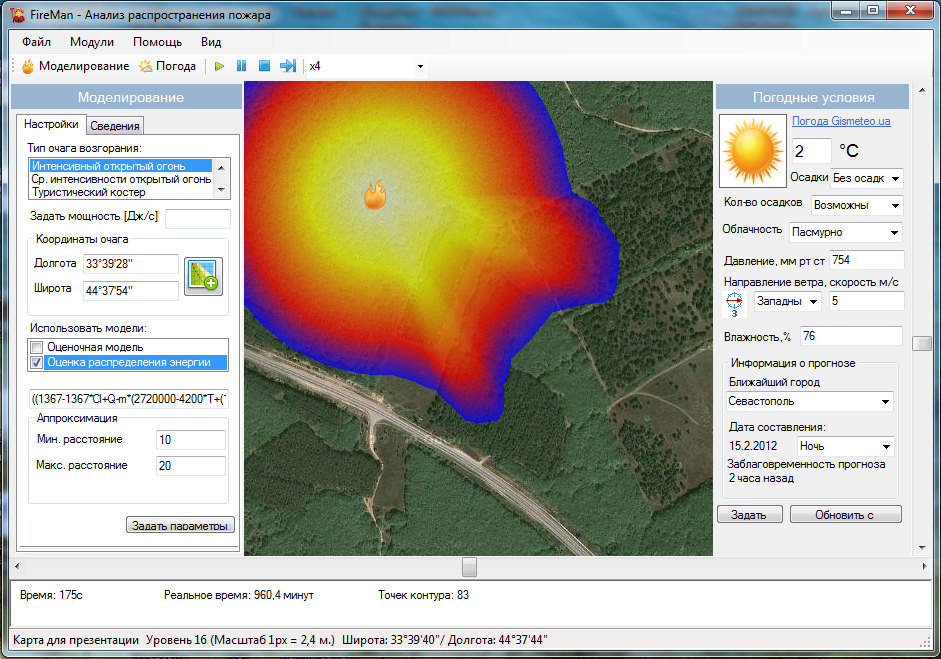 FireMan - Анализ распространения пожара
Файл Модули Помощь Вид
Моделирование Погода x4
Моделирование
Настройки Сведения
Тип очага возгорания:
Интенсивный открытый огонь
Ср. интенсивности открытый огонь
Туристический костер
Задать мощность [Дж/с]
Координаты очага
Долгота 33°39'28"
Широта 44°37'54"
Использовать модели:
Оценочная модель
Оценка распределения энергии
((1367-1367*Cl+Q-m*(2720000-4200*T+(
Аппроксимация
Мин. расстояние 10
Макс. расстояние 20
Задать параметры
Погодные условия
Погода Gismeteo.ua
2 °C
Осадки Без осадк
Кол-во осадков Возможны
Облачность Пасмурно
Давление, мм рт ст 754
Направление ветра, скорость м/с
З Западны 5
Влажность,% 76
Информация о прогнозе
Ближайший город
Севастополь
Дата составления:
15.2.2012 Ночь
Заблаговременность прогноза
2 часа назад
Задать Обновить с
Время: 175с Реальное время: 960,4 минут Точек контура: 83
Карта для презентации Уровень 16 (Масштаб 1px = 2,4 м.) Широта: 33°39'40"/ Долгота: 44°37'44"